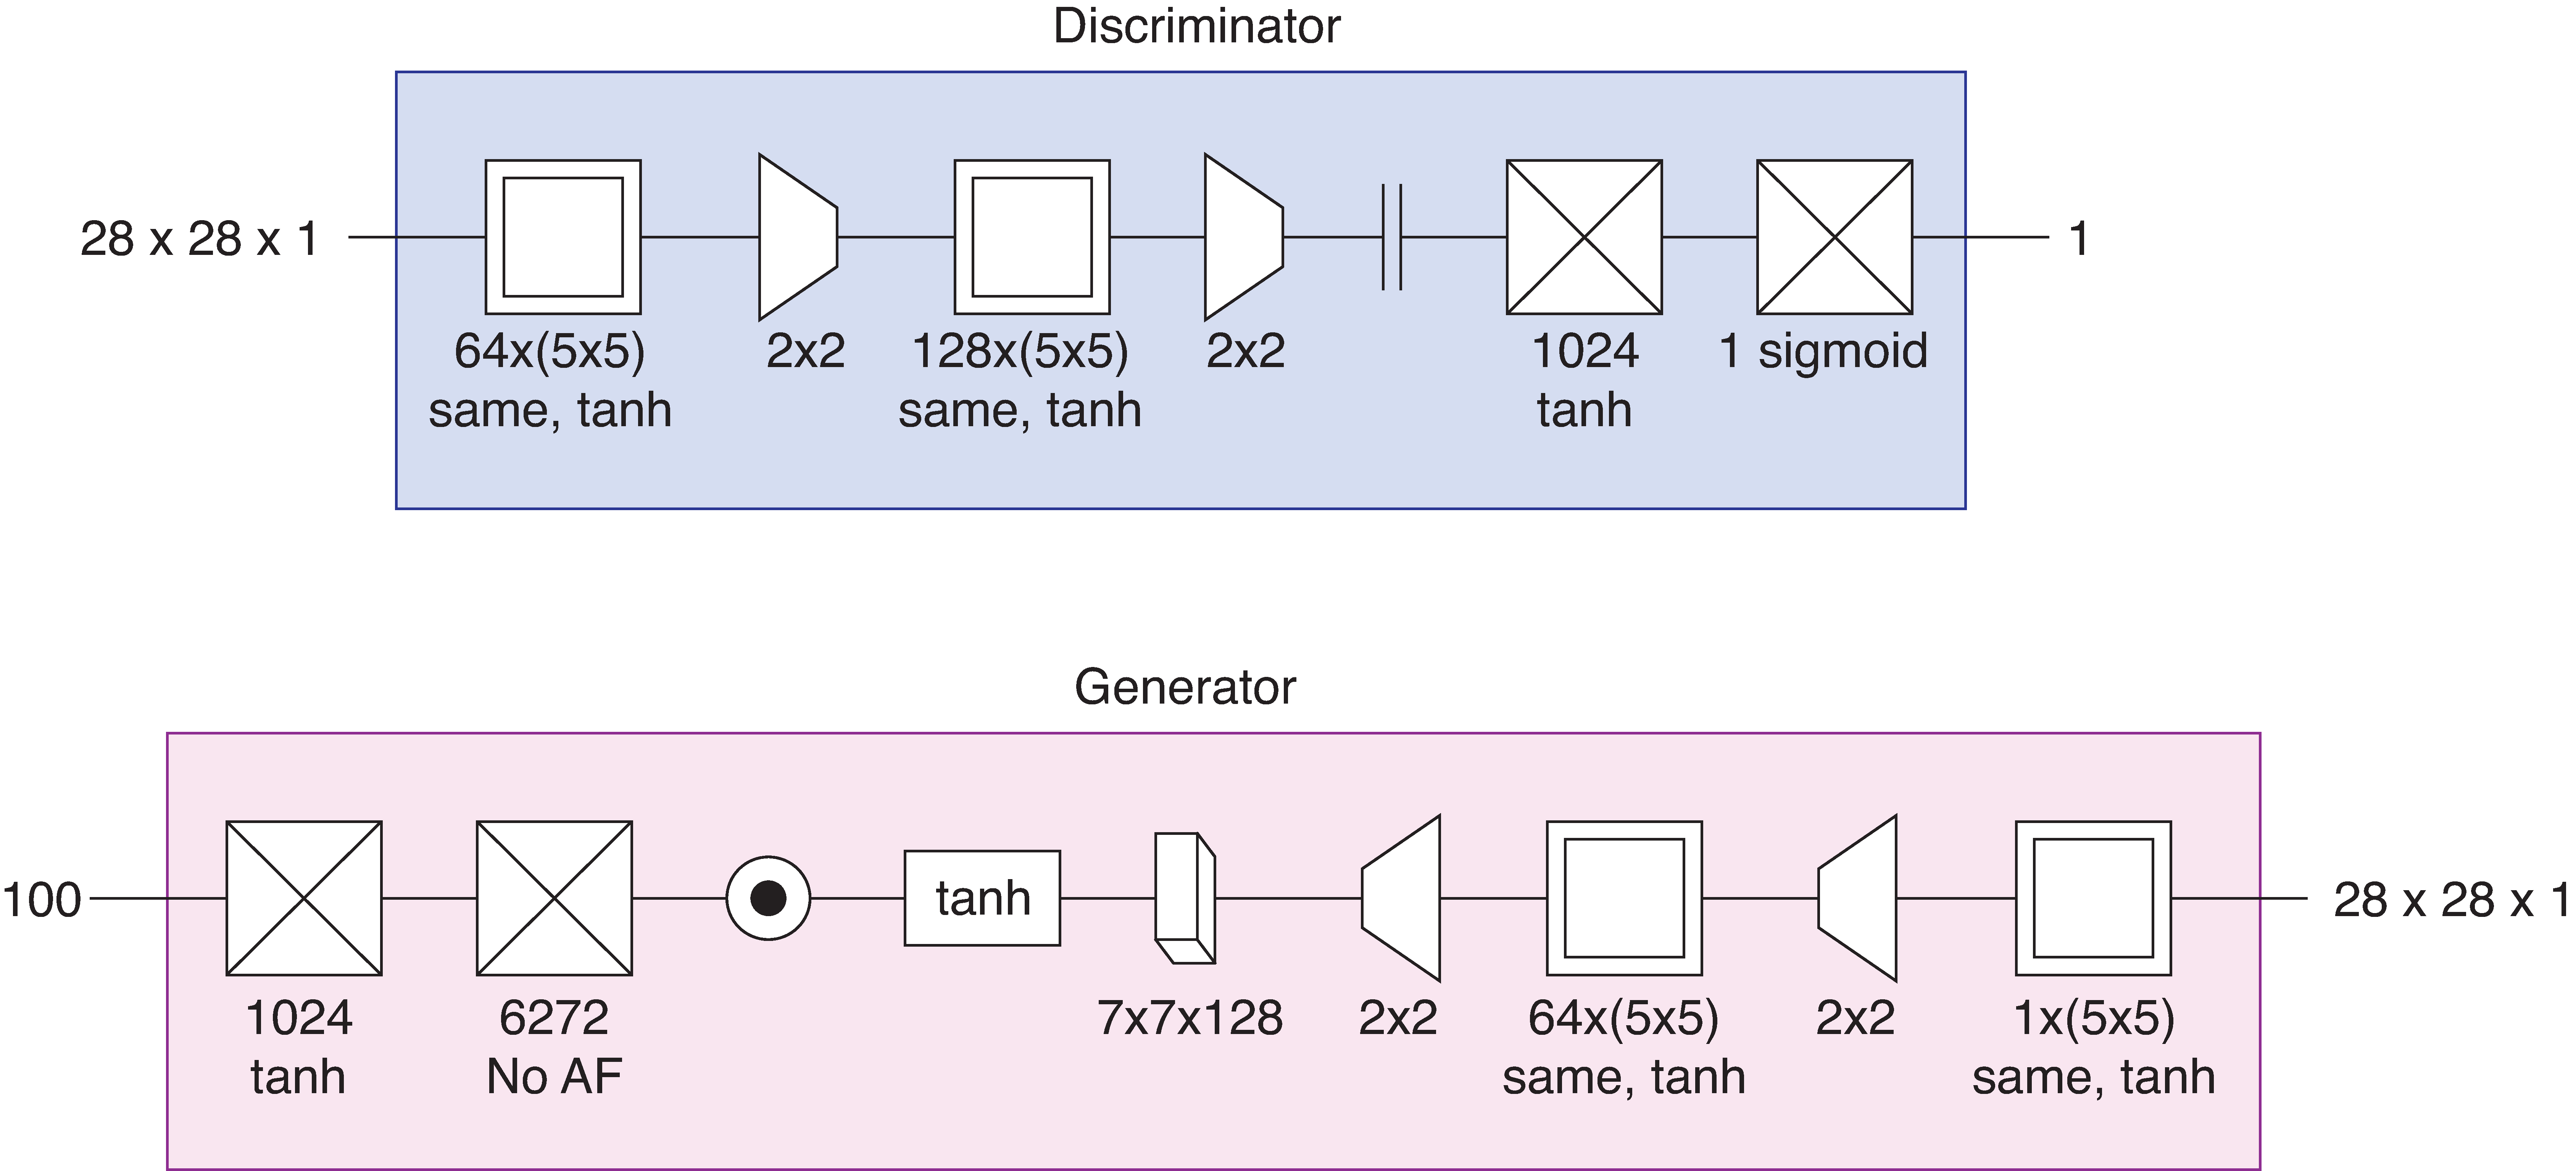 Discriminator
28 x 28 x 1
1
64x(5x5)
same, tanh
2x2
128x(5x5)
same, tanh
2x2
1024
tanh
1 sigmoid
Generator
100
tanh
28 x 28 x 1
1024
tanh
6272
No AF
7x7x128
2x2
64x(5x5)
same, tanh
2x2
1x(5x5)
same, tanh